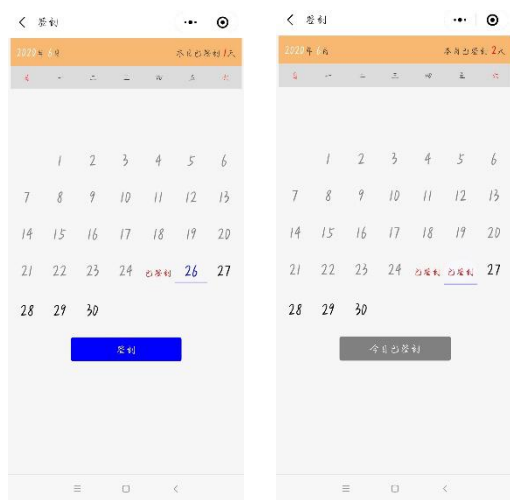 签到
2020年 6月 本月已签到1天
日 一 二 三 四 五 六
1 2 3 4 5 6
7 8 9 10 11 12 13
14 15 16 17 18 19 20
21 22 23 24 已签到 26 27
28 29 30
签到
签到
2020年 6月 本月已签到 2天
日 一 二 三 四 五 六
1 2 3 4 5 6
7 8 9 10 11 12 13
14 15 16 17 18 19 20
21 22 23 24 已签到 已签到 27
28 29 30
今日已签到